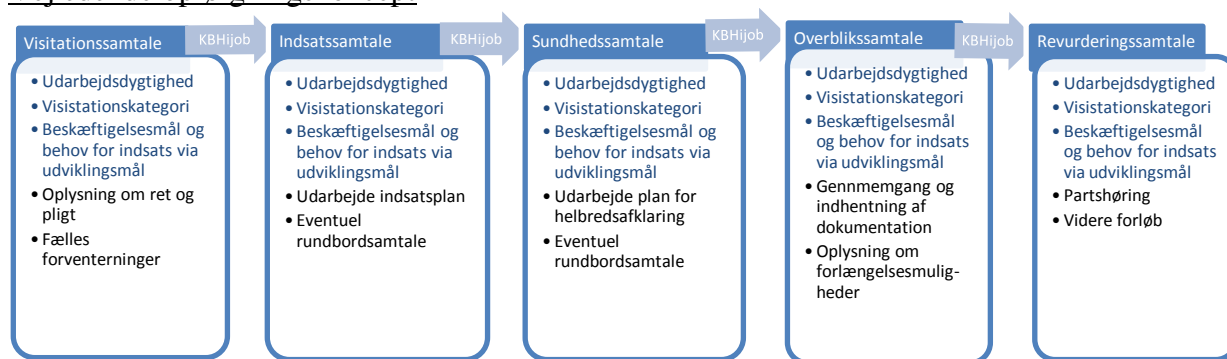 Visitationssamtale
KBHijob
• Udarbejdsdygtighed
• Visistationskategori
• Beskæftigelsesmål og
behov for indsats via
udviklingsmål
• Oplysning om ret og
pligt
• Fælles
forventerninger
Indsatssamtale
KBHijob
• Udarbejdsdygtighed
• Visistationskategori
• Beskæftigelsesmål og
behov for indsats via
udviklingsmål
• Udarbejde indsatsplan
• Eventuel
rundbordsamtale
Sundhedssamtale
KBHijob
• Udarbejdsdygtighed
• Visistationskategori
• Beskæftigelsesmål og
behov for indsats via
udviklingsmål
• Udarbejde plan for
helbredsafklaring
• Eventuel
rundbordsamtale
Overblikssamtale
KBHijob
• Udarbejdsdygtighed
• Visistationskategori
• Beskæftigelsesmål og
behov for indsats
via udviklingsmål
• Gennmemgang og
indhentning af
dokumentation
• Oplysning om
forlængelsesmulig-
heder
Revurderingssamtale
• Udarbejdsdygtighed
• Visistationskategori
• Beskæftigelsesmål
og behov for indsats
via udviklingsmål
• Partshøring
• Videre forløb